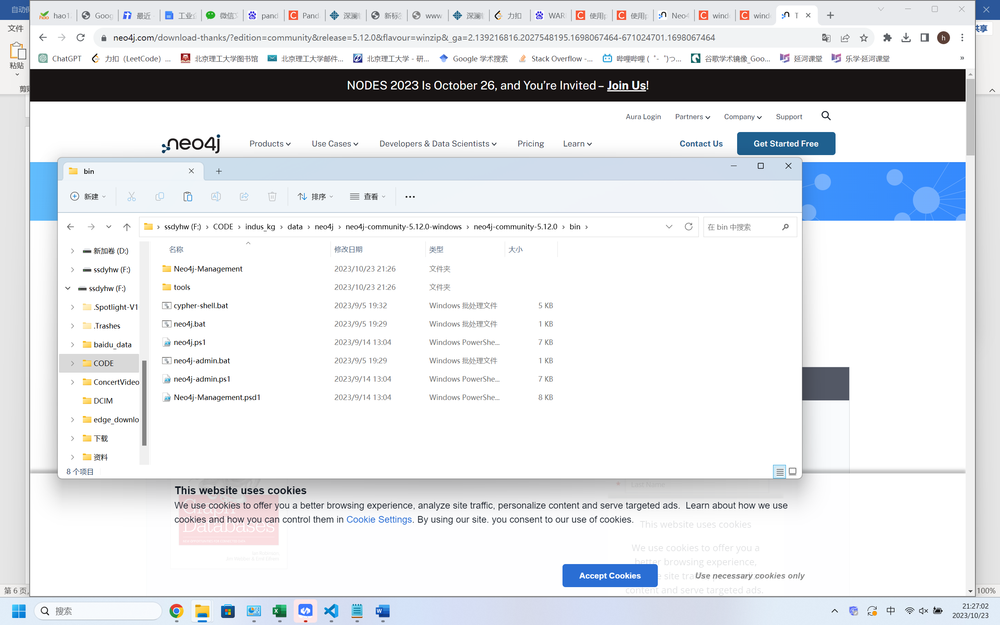 自动保
文件
粘贴
hao12
Goog
最近 -
工业企
微信文
pand
Panda
深澜软
新标签
www.
深澜软
力扣
WARI
使用p
使用p
Neo4
windo
windo
T
neo4j.com/download-thanks/?edition=community&release=5.12.0&flavour=winzip&_ga=2.139216816.2027548195.1698067464-671024701.1698067464
h
共享
ChatGPT
力扣（LeetCode）...
北京理工大学图书馆
北京理工大学邮件...
北京理工大学 - 研...
Google 学术搜索
Stack Overflow -...
哔哩哔哩 (゜-゜)つ...
谷歌学术镜像_Goo...
延河课堂
乐学·延河课堂
»
NODES 2023 Is October 26, and You’re Invited – Join Us!
Aura Login
Partners
Company
Support
neo4j
Products
Use Cases
Developers & Data Scientists
Pricing
Learn
Contact Us
Get Started Free
bin
新建
排序
查看
ssdyhw (F:) › CODE › indus_kg › data › neo4j › neo4j-community-5.12.0-windows › neo4j-community-5.12.0 › bin ›
在 bin 中搜索
新加卷 (D:)
ssdyhw (F:)
ssdyhw (F:)
.Spotlight-V1
.Trashes
baidu_data
CODE
ConcertVideo
DCIM
edge_downlo
下载
资料
名称 修改日期 类型 大小
Neo4j-Management 2023/10/23 21:26 文件夹
tools 2023/10/23 21:26 文件夹
cypher-shell.bat 2023/9/5 19:32 Windows 批处理文件 5 KB
neo4j.bat 2023/9/5 19:29 Windows 批处理文件 1 KB
neo4j.ps1 2023/9/14 13:04 Windows PowerShe... 7 KB
neo4j-admin.bat 2023/9/5 19:29 Windows 批处理文件 1 KB
neo4j-admin.ps1 2023/9/14 13:04 Windows PowerShe... 7 KB
Neo4j-Management.psd1 2023/9/14 13:04 Windows PowerShe... 8 KB
8 个项目
* Last Name
This website uses cookies
We use cookies to offer you a better browsing experience, analyze site traffic, personalize content and serve targeted ads. Learn about how we use
cookies and how you can control them in Cookie Settings. By using our site. you consent to our use of cookies.
Graph
Databases
NEW OPPORTUNITIES FOR CONNECTED DATA
Ian Robinson,
Jim Webber & Emil Eifrem
This website uses cookies
We use cookies to offer you a
better browsing experience,
Accept Cookies
Use necessary cookies only
content and serve targeted ads.
第 6 页,
100%
搜索
中
21:27:02
2023/10/23